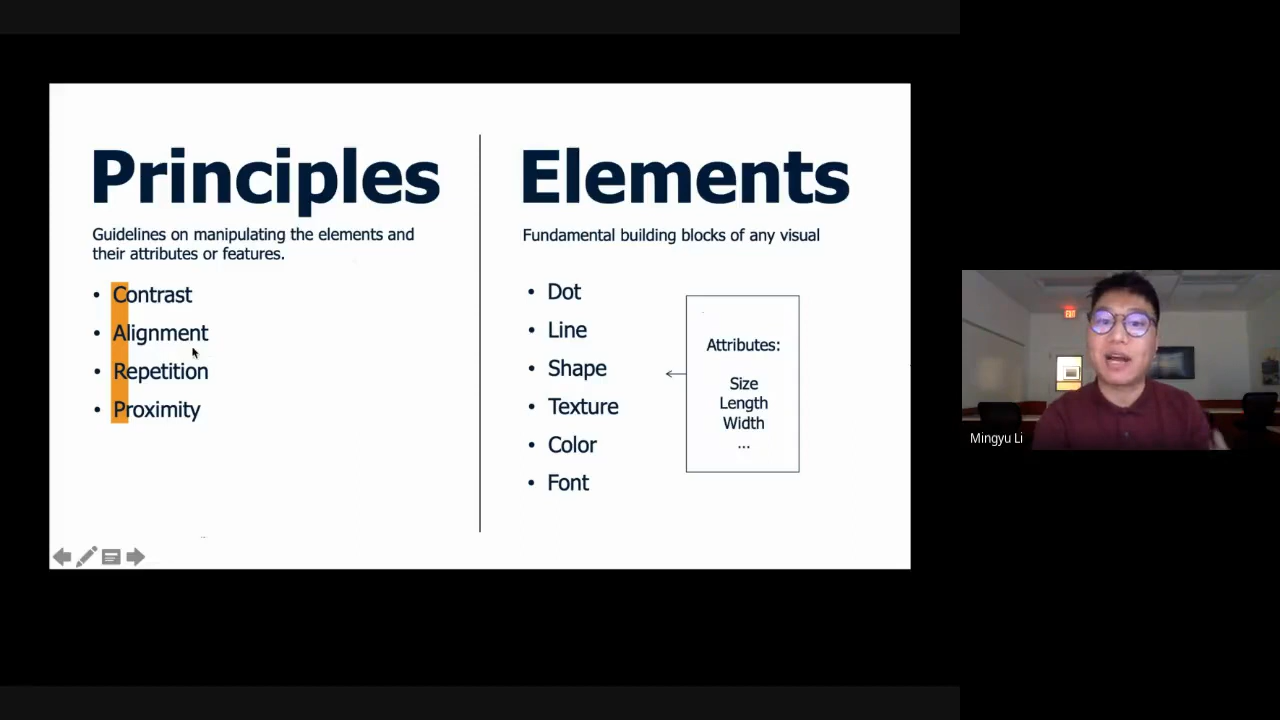 Principles
Guidelines on manipulating the elements and
their attributes or features.
• Contrast
• Alignment
• Repetition
• Proximity
Elements
Fundamental building blocks of any visual
• Dot
• Line
• Shape
• Texture
• Color
• Font
Attributes:
Size
Length
Width
...
Mingyu Li